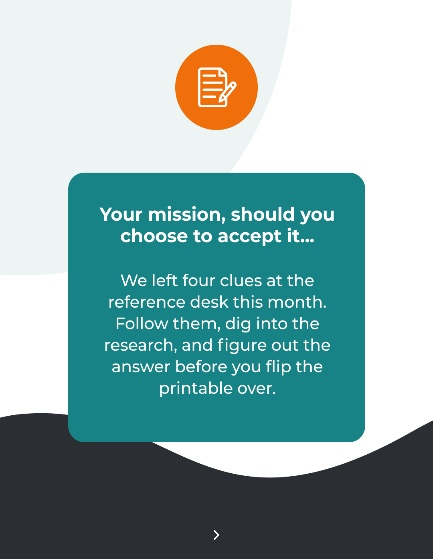 Your mission, should you
choose to accept it...
We left four clues at the
reference desk this month.
Follow them, dig into the
research, and figure out the
answer before you flip the
printable over.